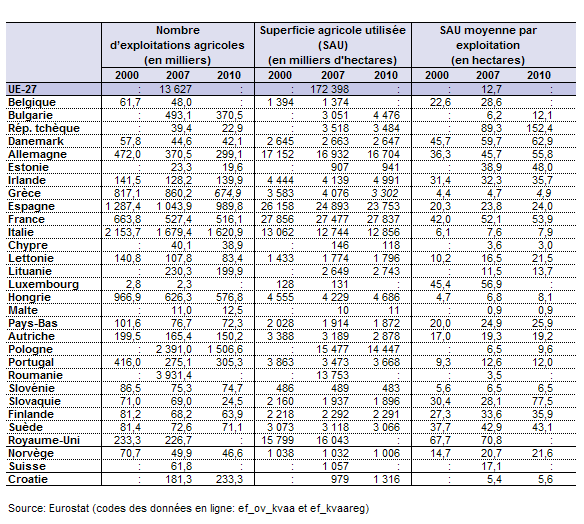 Nombre Superficie agricole utilisée SAU moyenne par
d'exploitations agricoles (SAU) exploitation
(en milliers) (en milliers d'hectares) (en hectares)
2000 2007 2010 2000 2007 2010 2000 2007 2010
UE-27 : 13 627 : : 172 398 : : 12,7 :
Belgique 61,7 48,0 : 1 394 1 374 : 22,6 28,6 :
Bulgarie : 493,1 370,5 : 3 051 4 476 : 6,2 12,1
Rép. tchèque : 39,4 22,9 : 3 518 3 484 : 89,3 152,4
Danemark 57,8 44,6 42,1 2 645 2 663 2 647 45,7 59,7 62,9
Allemagne 472,0 370,5 299,1 17 152 16 932 16 704 36,3 45,7 55,8
Estonie : 23,3 19,6 : 907 941 : 38,9 48,0
Irlande 141,5 128,2 139,9 4 444 4 139 4 991 31,4 32,3 35,7
Grèce 817,1 860,2 674,9 3 583 4 076 3 302 4,4 4,7 4,9
Espagne 1 287,4 1 043,9 989,8 26 158 24 893 23 753 20,3 23,8 24,0
France 663,8 527,4 516,1 27 856 27 477 27 837 42,0 52,1 53,9
Italie 2 153,7 1 679,4 1 620,9 13 062 12 744 12 856 6,1 7,6 7,9
Chypre : 40,1 38,9 : 146 118 : 3,6 3,0
Lettonie 140,8 107,8 83,4 1 433 1 774 1 796 10,2 16,5 21,5
Lituanie : 230,3 199,9 : 2 649 2 743 : 11,5 13,7
Luxembourg 2,8 2,3 : 128 131 : 45,4 56,9 :
Hongrie 966,9 626,3 576,8 4 555 4 229 4 686 4,7 6,8 8,1
Malte : 11,0 12,5 : 10 11 : 0,9 0,9
Pays-Bas 101,6 76,7 72,3 2 028 1 914 1 872 20,0 24,9 25,9
Autriche 199,5 165,4 150,2 3 388 3 189 2 878 17,0 19,3 19,2
Pologne : 2 391,0 1 506,6 : 15 477 14 447 : 6,5 9,6
Portugal 416,0 275,1 305,3 3 863 3 473 3 668 9,3 12,6 12,0
Roumanie : 3 931,4 : : 13 753 : : 3,5 :
Slovénie 86,5 75,3 74,7 486 489 483 5,6 6,5 6,5
Slovaquie 71,0 69,0 24,5 2 160 1 937 1 896 30,4 28,1 77,5
Finlande 81,2 68,2 63,9 2 218 2 292 2 291 27,3 33,6 35,9
Suède 81,4 72,6 71,1 3 073 3 118 3 066 37,7 42,9 43,1
Royaume-Uni 233,3 226,7 : 15 799 16 043 : 67,7 70,8 :
Norvège 70,7 49,9 46,6 1 038 1 032 1 006 14,7 20,7 21,6
Suisse : 61,8 : : 1 057 : : 17,1 :
Croatie : 181,3 233,3 : 979 1 316 : 5,4 5,6
Source: Eurostat (codes des données en ligne: ef_ov_kvaa et ef_kvaareg)